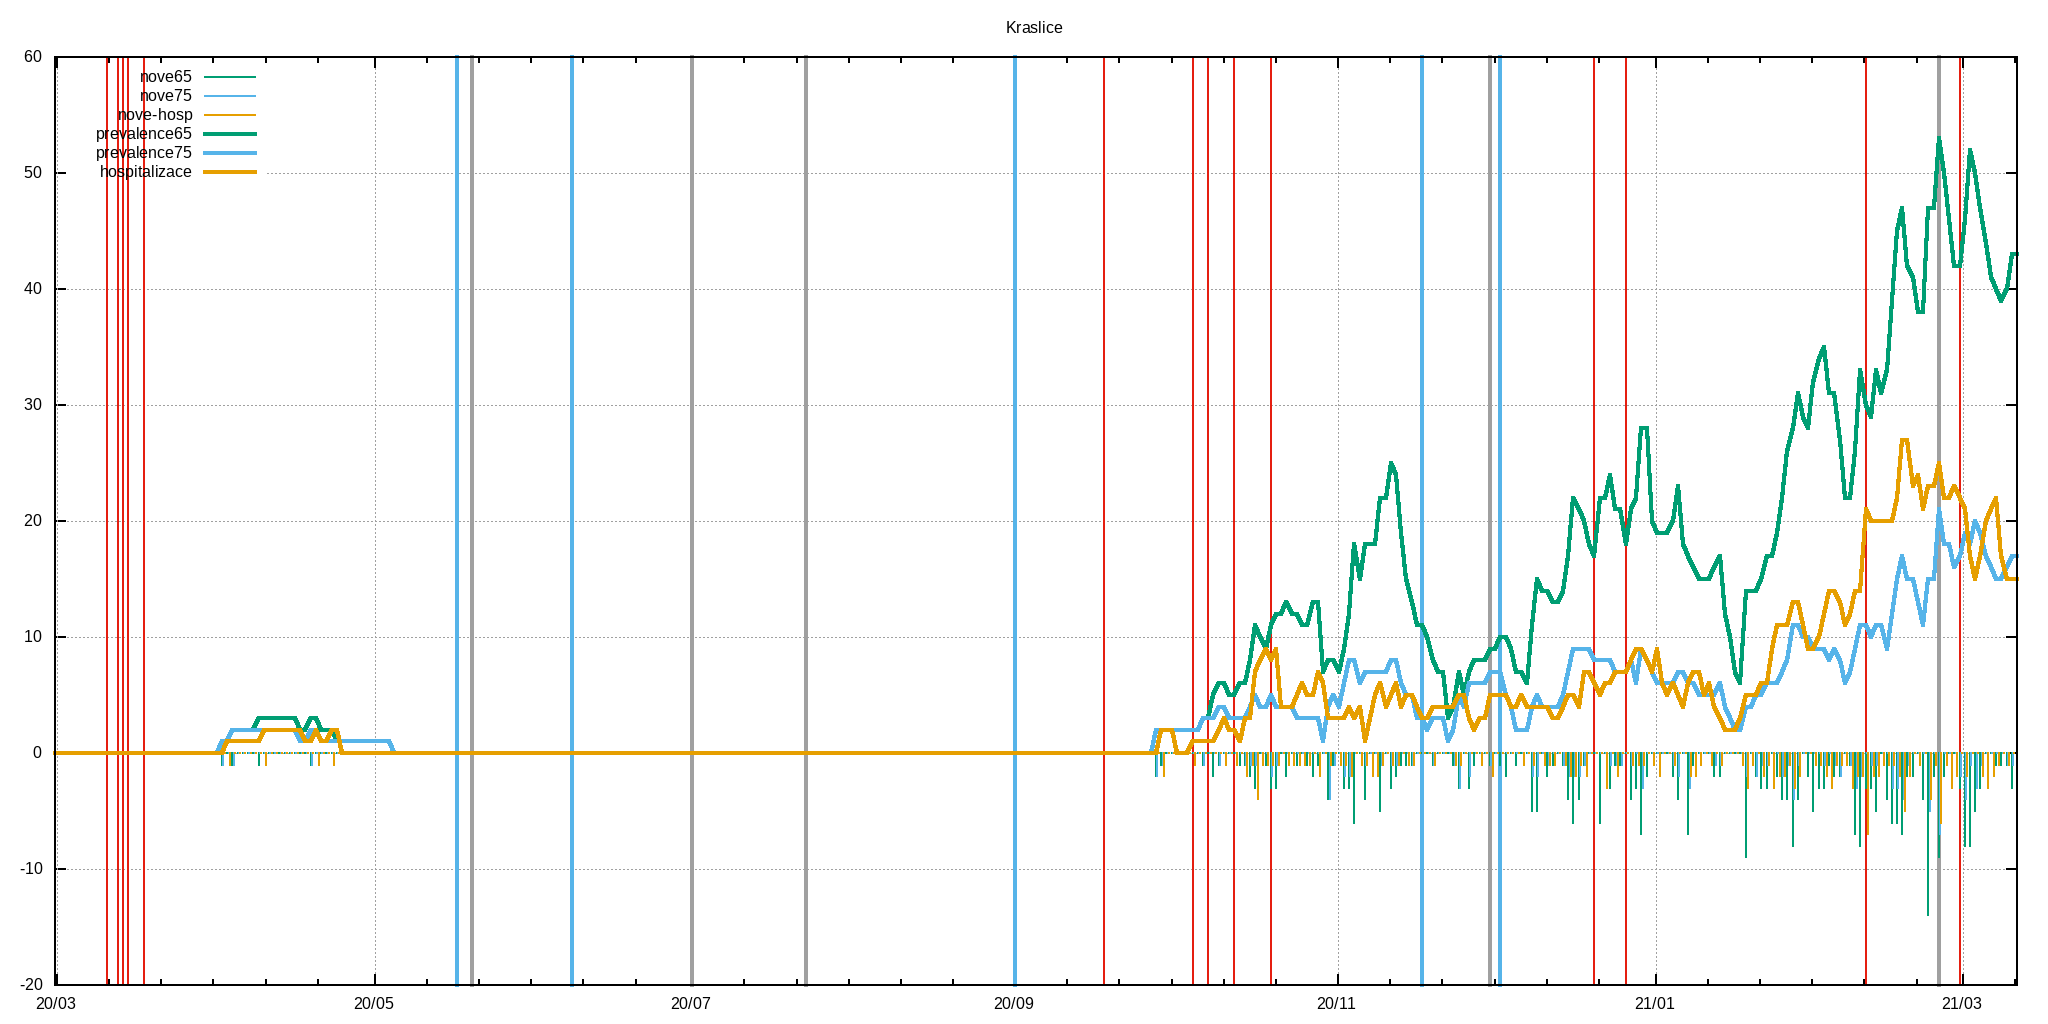 Kraslice
60
50
40
30
20
10
0
-10
-20
nove65
nove75
nove-hosp
prevalence65
prevalence75
hospitalizace
20/03 20/05 20/07 20/09 20/11 21/01 21/03